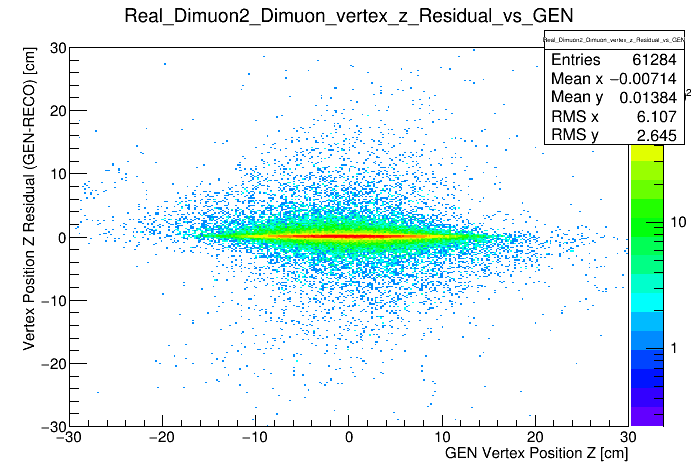 Real_Dimuon2_Dimuon_vertex_z_Residual_vs_GEN
Real_Dimuon2_Dimuon_vertex_z_Residual_vs_GEN
Entries 61284
Mean x −0.00714
Mean y 0.01384
RMS x 6.107
RMS y 2.645
Vertex Position Z Residual (GEN-RECO) [cm]
30
20
10
0
−10
−20
−30
−30 −20 −10 0 10 20 30
GEN Vertex Position Z [cm]
2
10
1